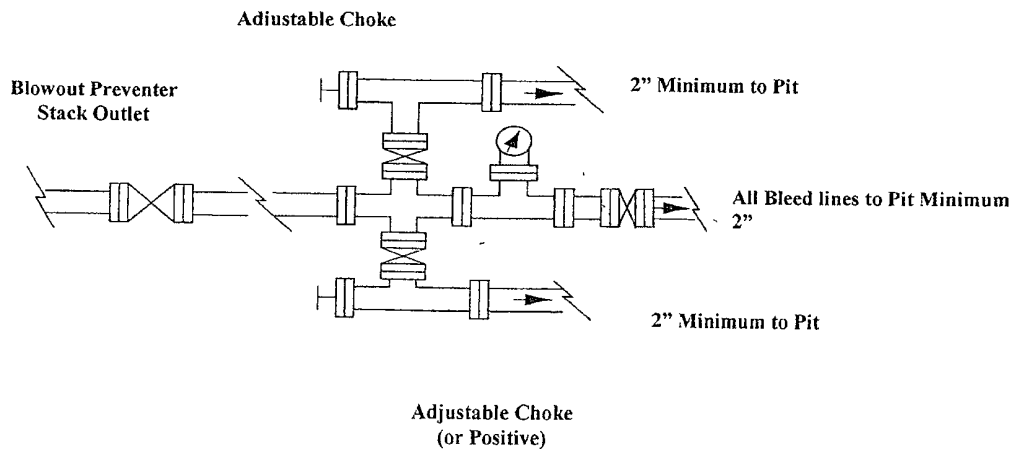 Adjustable Choke
Blowout Preventer
Stack Outlet
2" Minimum to Pit
All Bleed lines to Pit Minimum
2"
2" Minimum to Pit
Adjustable Choke
(or Positive)